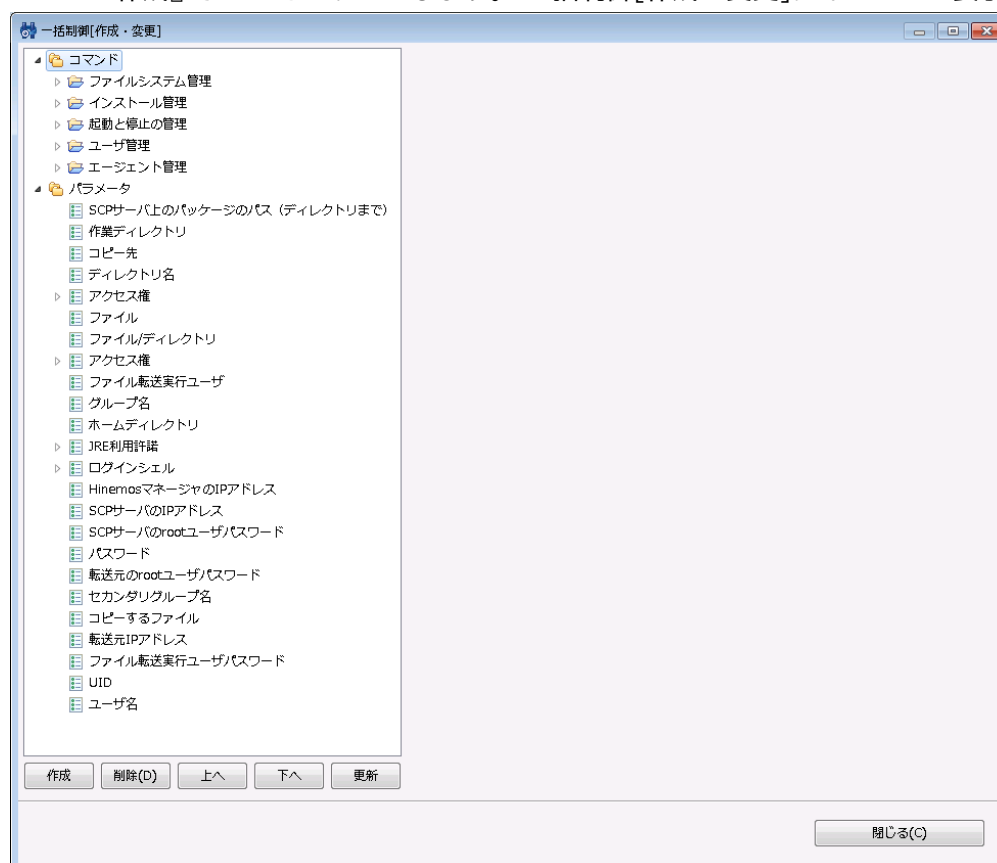 一括制御[作成・変更]
コマンド
ファイルシステム管理
インストール管理
起動と停止の管理
ユーザ管理
エージェント管理
パラメータ
SCPサーバ上のパッケージのパス（ディレクトリまで）
作業ディレクトリ
コピー先
ディレクトリ名
アクセス権
ファイル
ファイル/ディレクトリ
アクセス権
ファイル転送実行ユーザ
グループ名
ホームディレクトリ
JRE利用許諾
ログインシェル
HinemosマネージャのIPアドレス
SCPサーバのIPアドレス
SCPサーバのrootユーザパスワード
パスワード
転送元のrootユーザパスワード
セカンダリグループ名
コピーするファイル
転送元IPアドレス
ファイル転送実行ユーザパスワード
UID
ユーザ名
作成 削除(D) 上へ 下へ 更新
閉じる(C)